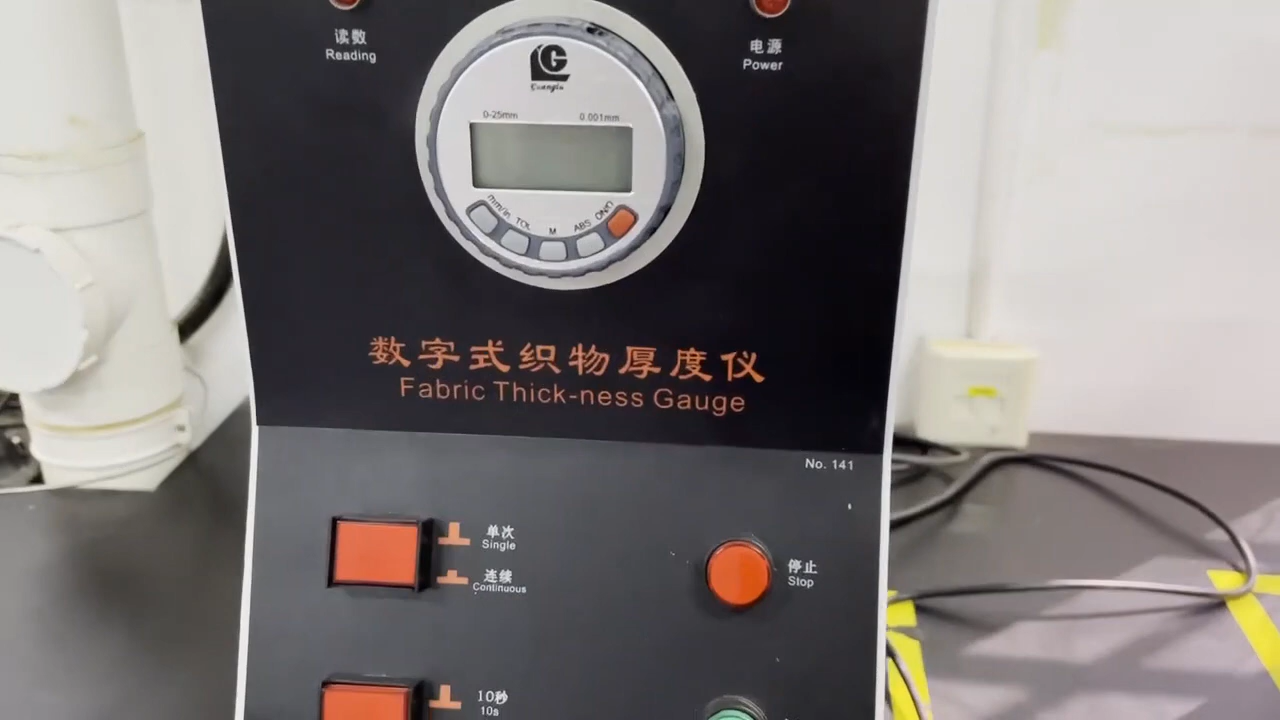 读数
Reading
电源
Power
G
0-25mm
0.001mm
mm/in
TOL
M
ABS
数字式织物厚度仪
Fabric Thick-ness Gauge
No. 141
单次
Single
连续
Continuous
停止
Stop
10秒
10s